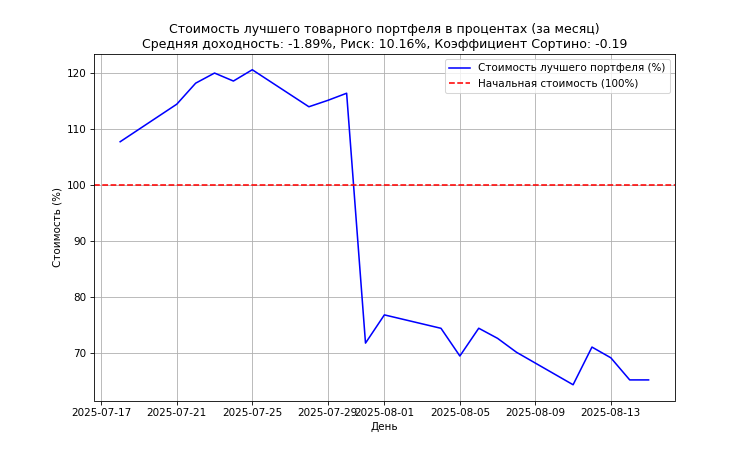 Стоимость лучшего товарного портфеля в процентах (за месяц)
Средняя доходность: -1.89%, Риск: 10.16%, Коэффициент Сортино: -0.19
Стоимость лучшего портфеля (%)
Начальная стоимость (100%)
Стоимость (%)
120
110
100
90
80
70
2025-07-17 2025-07-21 2025-07-25 2025-07-29 2025-08-01 2025-08-05 2025-08-09 2025-08-13
День